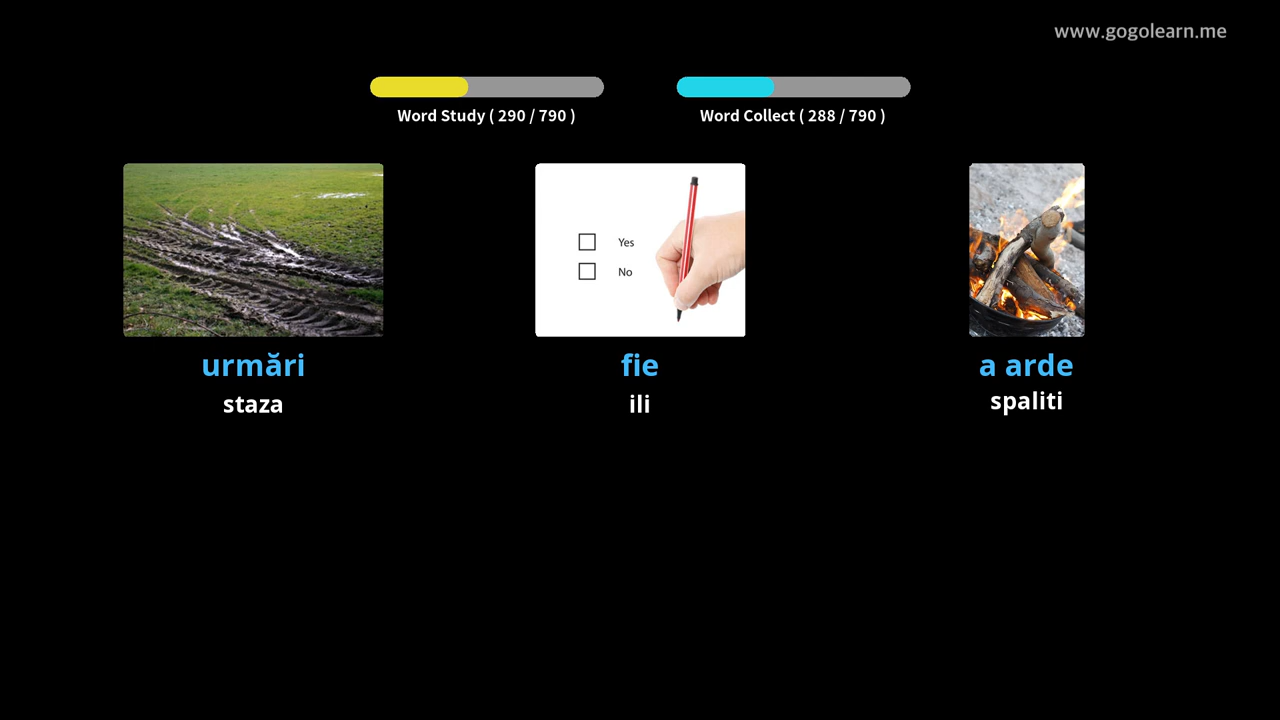 www.gogolearn.me
Word Study ( 290 / 790 )
Word Collect ( 288 / 790 )
Yes
No
urmări
fie
a arde
staza
ili
spaliti